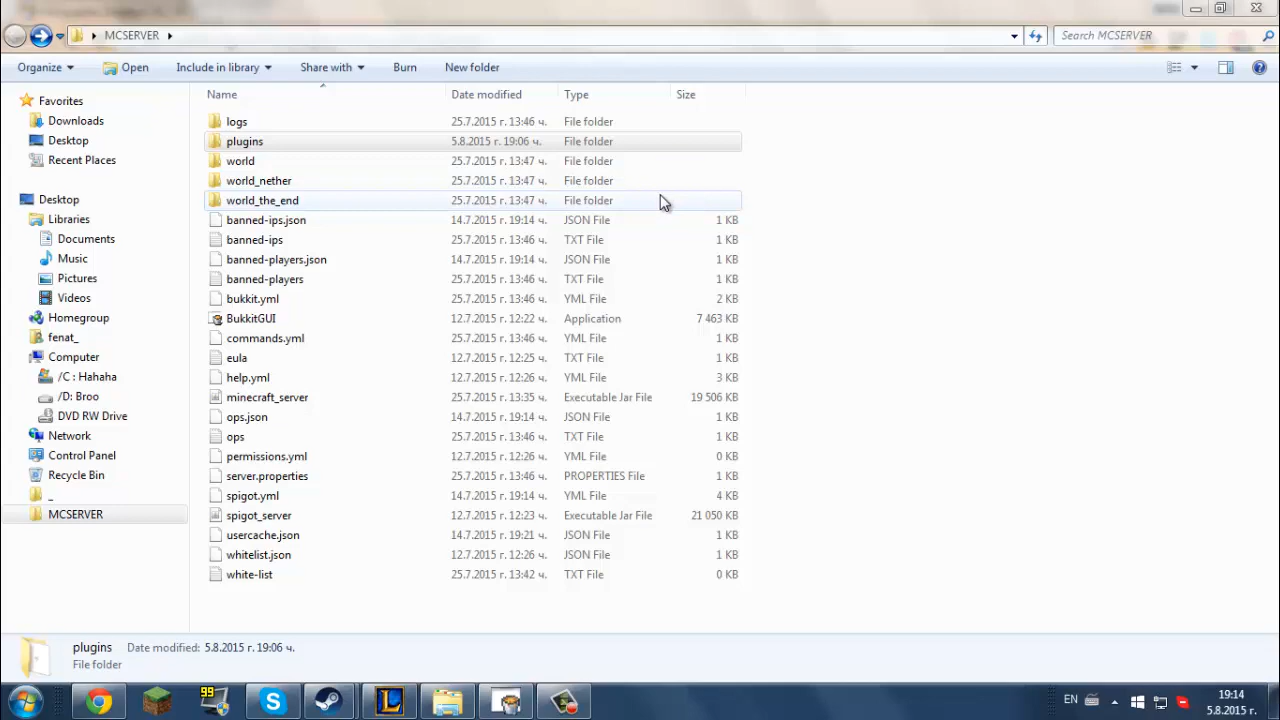 MCSERVER
Search MCSERVER
Organize Open Include in library Share with Burn New folder
Name Date modified Type Size
Favorites
Downloads
Desktop
Recent Places
Desktop
Libraries
Documents
Music
Pictures
Videos
Homegroup
fenat_
Computer
/C : Hahaha
/D: Broo
DVD RW Drive
Network
Control Panel
Recycle Bin
_
MCSERVER
logs 25.7.2015 г. 13:46 ч. File folder
plugins 5.8.2015 г. 19:06 ч. File folder
world 25.7.2015 г. 13:47 ч. File folder
world_nether 25.7.2015 г. 13:47 ч. File folder
world_the_end 25.7.2015 г. 13:47 ч. File folder
banned-ips.json 14.7.2015 г. 19:14 ч. JSON File 1 KB
banned-ips 25.7.2015 г. 13:46 ч. TXT File 1 KB
banned-players.json 14.7.2015 г. 19:14 ч. JSON File 1 KB
banned-players 25.7.2015 г. 13:46 ч. TXT File 1 KB
bukkit.yml 25.7.2015 г. 13:46 ч. YML File 2 KB
BukkitGUI 12.7.2015 г. 12:22 ч. Application 7 463 KB
commands.yml 25.7.2015 г. 13:46 ч. YML File 1 KB
eula 12.7.2015 г. 12:25 ч. TXT File 1 KB
help.yml 12.7.2015 г. 12:26 ч. YML File 3 KB
minecraft_server 25.7.2015 г. 13:35 ч. Executable Jar File 19 506 KB
ops.json 14.7.2015 г. 19:14 ч. JSON File 1 KB
ops 25.7.2015 г. 13:46 ч. TXT File 1 KB
permissions.yml 12.7.2015 г. 12:26 ч. YML File 0 KB
server.properties 25.7.2015 г. 13:46 ч. PROPERTIES File 1 KB
spigot.yml 14.7.2015 г. 19:14 ч. YML File 4 KB
spigot_server 12.7.2015 г. 12:23 ч. Executable Jar File 21 050 KB
usercache.json 14.7.2015 г. 19:21 ч. JSON File 1 KB
whitelist.json 12.7.2015 г. 12:26 ч. JSON File 1 KB
white-list 25.7.2015 г. 13:42 ч. TXT File 0 KB
plugins Date modified: 5.8.2015 г. 19:06 ч.
File folder
99
EN
19:14
5.8.2015 г.